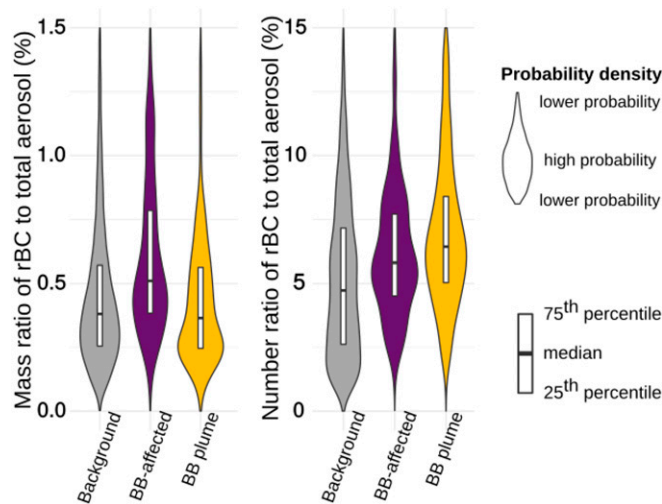 Mass ratio of rBC to total aerosol (%)
1.5
1.0
0.5
0.0
Background
BB-affected
BB plume
Number ratio of rBC to total aerosol (%)
15
10
5
0
Background
BB-affected
BB plume
Probability density
lower probability
high probability
lower probability
75th percentile
median
25th percentile